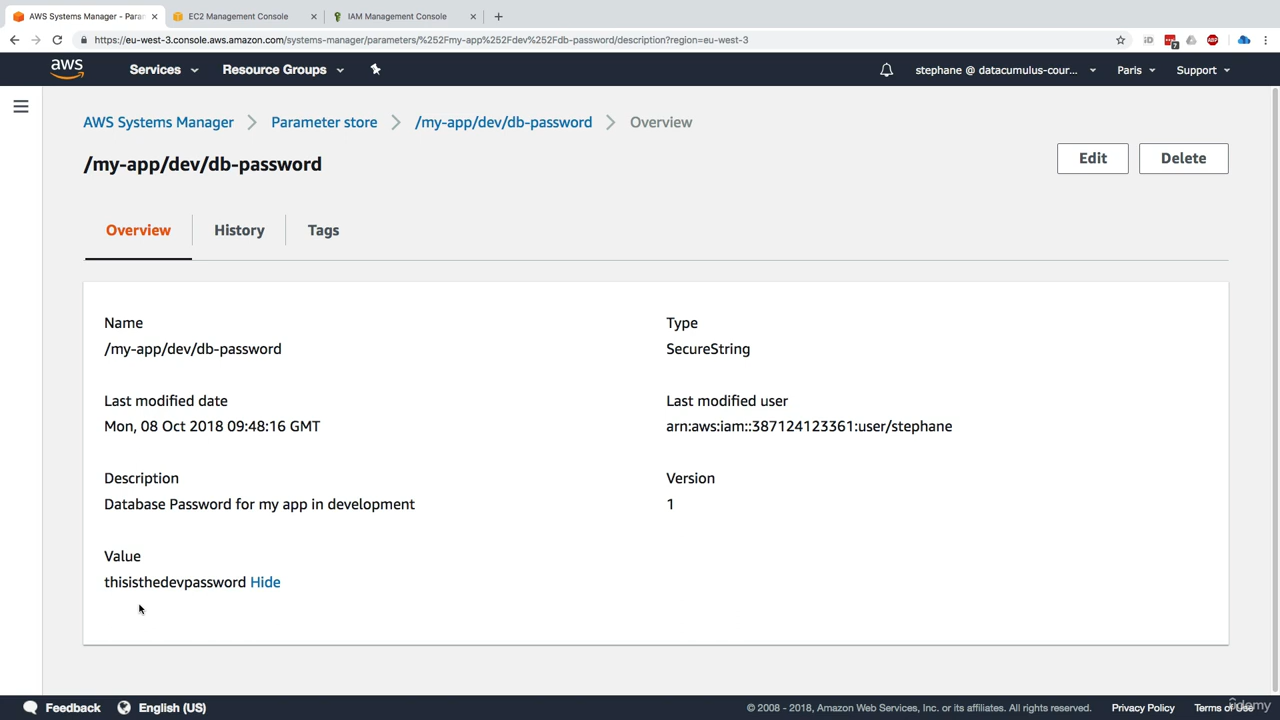 AWS Systems Manager - Para
EC2 Management Console
IAM Management Console
https://eu-west-3.console.aws.amazon.com/systems-manager/parameters/%252Fmy-app%252Fdev%252Fdb-password/description?region=eu-west-3
iD
7
ABP
aws
Services
Resource Groups
stephane @ datacumulus-cour...
Paris
Support
AWS Systems Manager
Parameter store
/my-app/dev/db-password
Overview
/my-app/dev/db-password
Edit
Delete
Overview
History
Tags
Name
Type
/my-app/dev/db-password
SecureString
Last modified date
Last modified user
Mon, 08 Oct 2018 09:48:16 GMT
arn:aws:iam::387124123361:user/stephane
Description
Version
Database Password for my app in development
1
Value
thisisthedevpassword Hide
Feedback
English (US)
© 2008 - 2018, Amazon Web Services, Inc. or its affiliates. All rights reserved.
Privacy Policy
Terms of Use
ûdemy